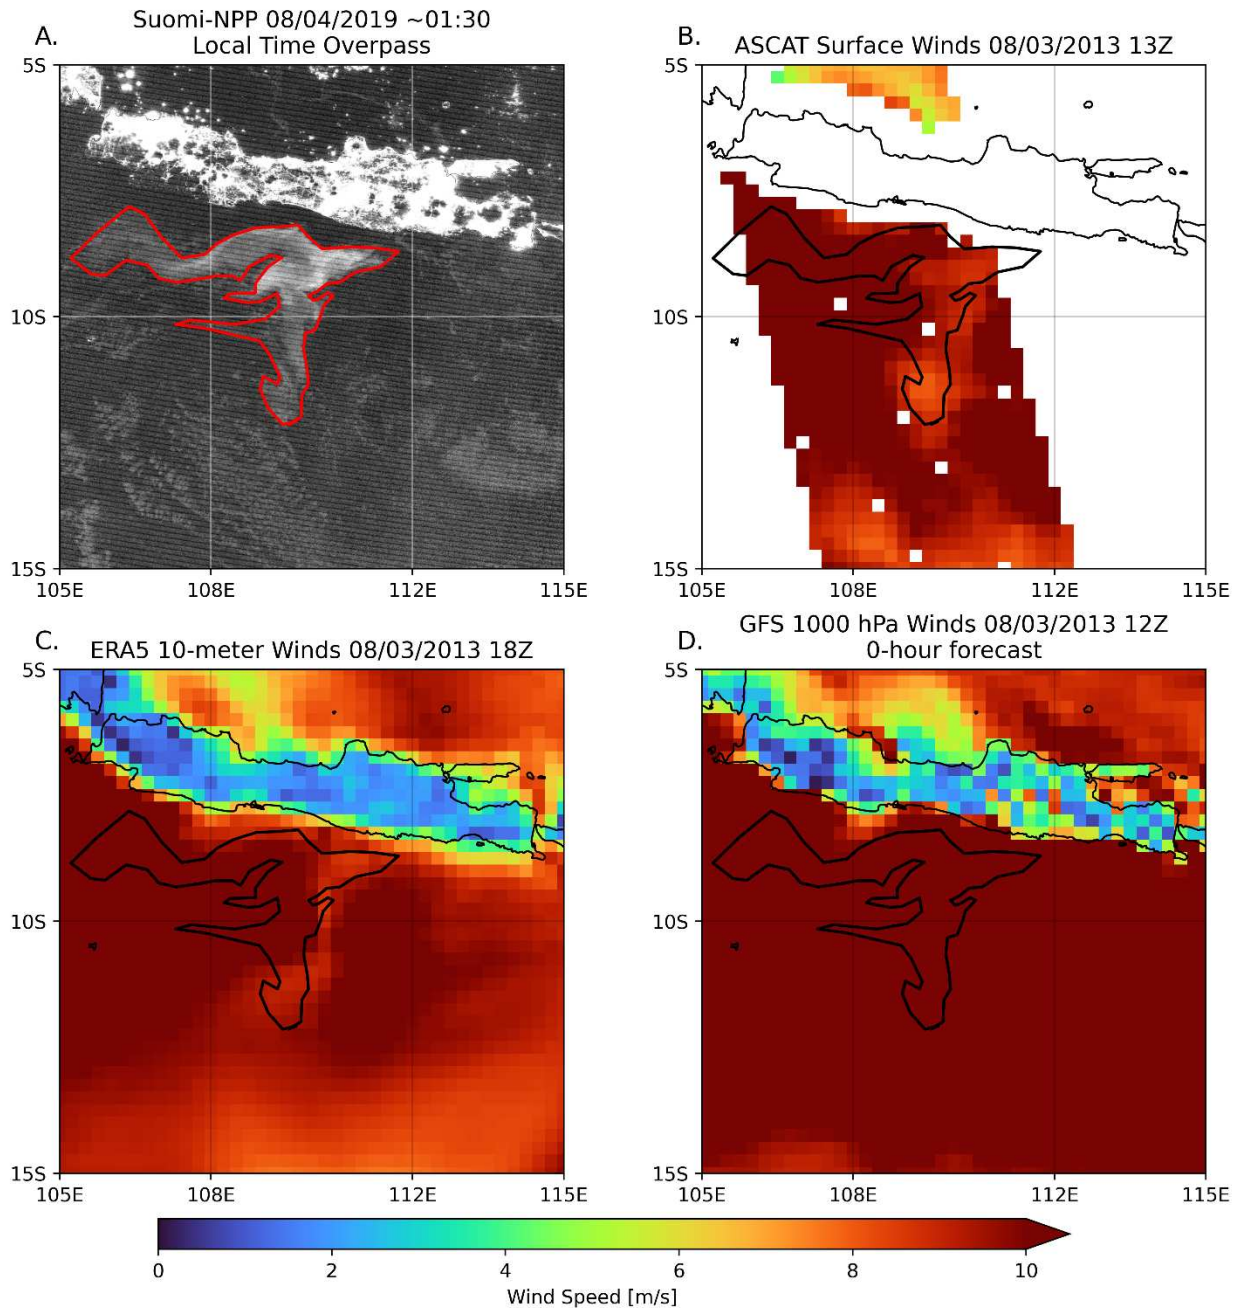 A.
Suomi-NPP 08/04/2019 ~01:30
Local Time Overpass
5S
10S
15S
105E 108E 112E 115E
B.
ASCAT Surface Winds 08/03/2013 13Z
5S
10S
15S
105E 108E 112E 115E
C.
ERA5 10-meter Winds 08/03/2013 18Z
5S
10S
15S
105E 108E 112E 115E
D.
GFS 1000 hPa Winds 08/03/2013 12Z
0-hour forecast
5S
10S
15S
105E 108E 112E 115E
0 2 4 6 8 10
Wind Speed [m/s]